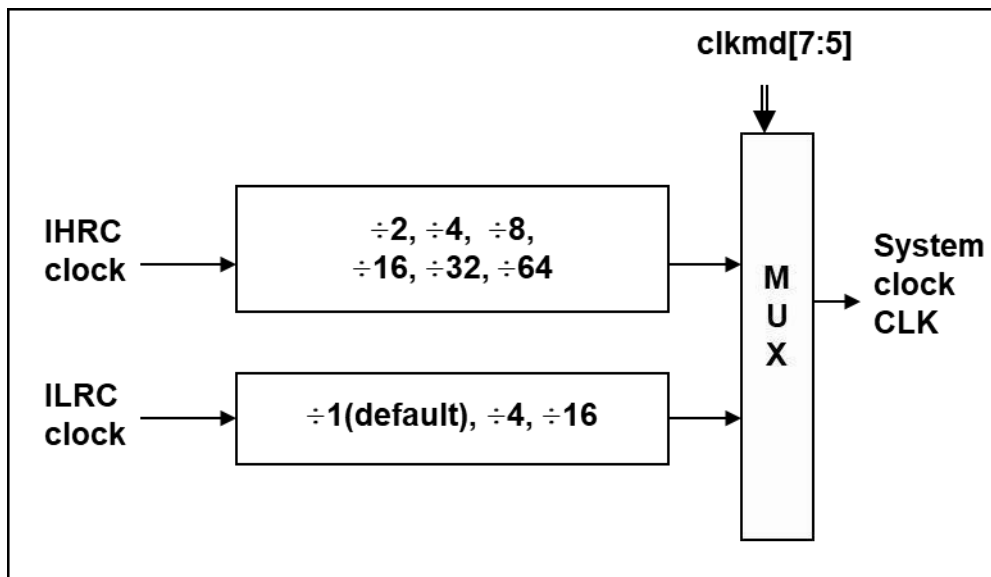 clkmd[7:5]
IHRC
clock
÷2, ÷4, ÷8,
÷16, ÷32, ÷64
M
U
X
System
clock
CLK
ILRC
clock
÷1(default), ÷4, ÷16